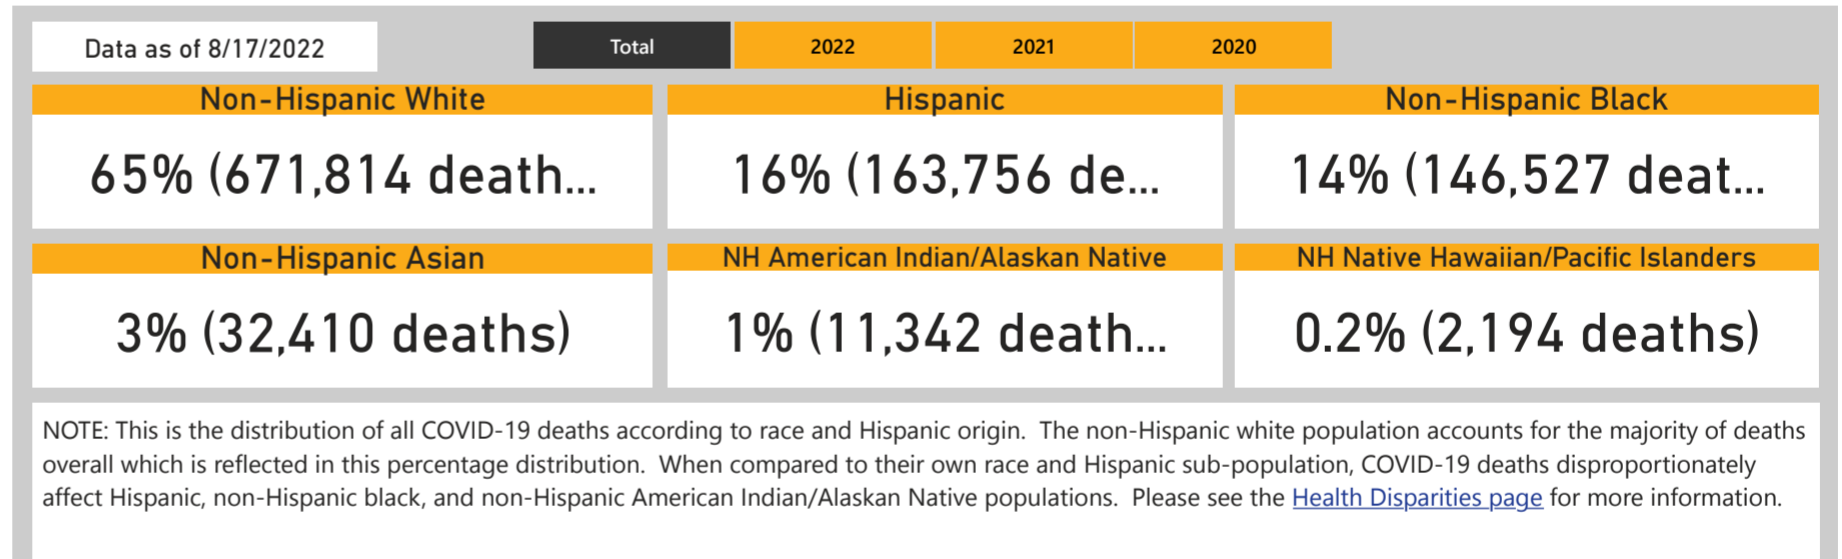 Data as of 8/17/2022
Total
2022
2021
2020
Non-Hispanic White
Hispanic
Non-Hispanic Black
65% (671,814 death...
16% (163,756 de...
14% (146,527 deat...
Non-Hispanic Asian
NH American Indian/Alaskan Native
NH Native Hawaiian/Pacific Islanders
3% (32,410 deaths)
1% (11,342 death...
0.2% (2,194 deaths)
NOTE: This is the distribution of all COVID-19 deaths according to race and Hispanic origin.  The non-Hispanic white population accounts for the majority of deaths
overall which is reflected in this percentage distribution.  When compared to their own race and Hispanic sub-population, COVID-19 deaths disproportionately
affect Hispanic, non-Hispanic black, and non-Hispanic American Indian/Alaskan Native populations.  Please see the Health Disparities page for more information.